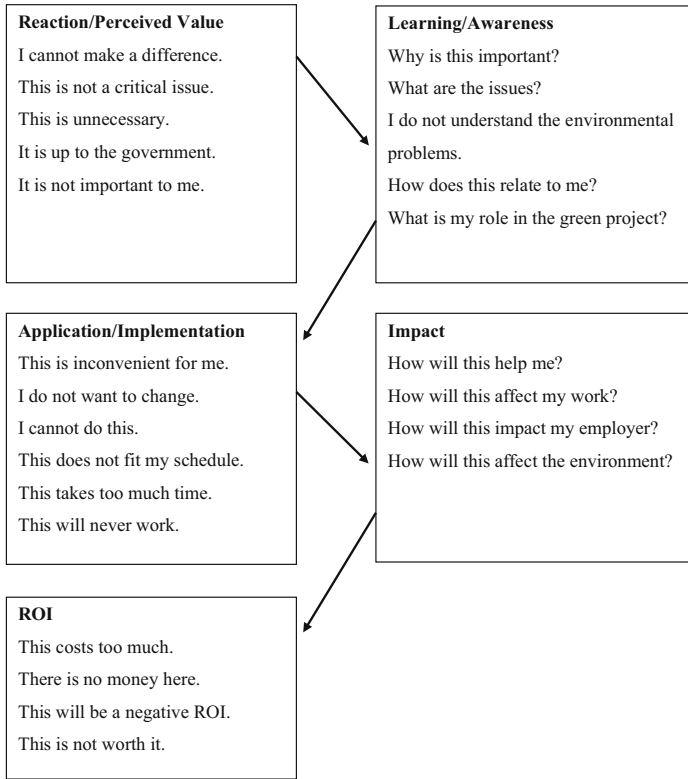 Reaction/Perceived Value
I cannot make a difference.
This is not a critical issue.
This is unnecessary.
It is up to the government.
It is not important to me.
Learning/Awareness
Why is this important?
What are the issues?
I do not understand the environmental
problems.
How does this relate to me?
What is my role in the green project?
Application/Implementation
This is inconvenient for me.
I do not want to change.
I cannot do this.
This does not fit my schedule.
This takes too much time.
This will never work.
Impact
How will this help me?
How will this affect my work?
How will this impact my employer?
How will this affect the environment?
ROI
This costs too much.
There is no money here.
This will be a negative ROI.
This is not worth it.